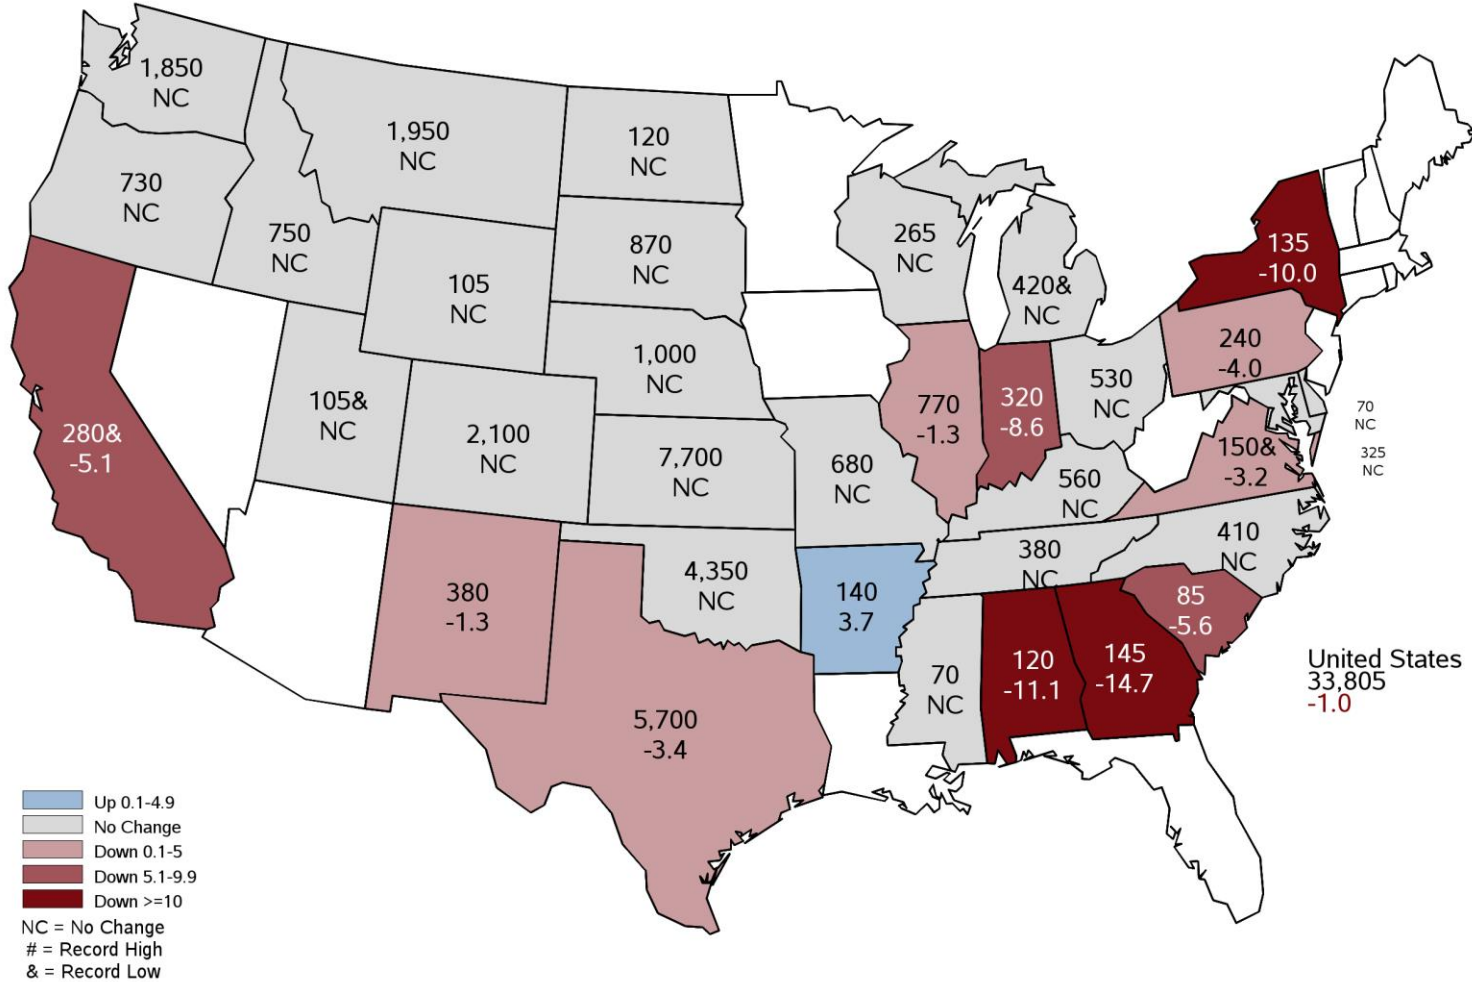 1,850
NC
1,950
NC
120
NC
730
NC
750
NC
105
NC
870
NC
265
NC
420&
NC
135
-10.0
1,000
NC
240
-4.0
280&
-5.1
105&
NC
2,100
NC
7,700
NC
680
NC
770
-1.3
320
-8.6
530
NC
70
NC
325
NC
150&
-3.2
560
NC
410
NC
380
NC
380
-1.3
4,350
NC
140
3.7
85
-5.6
70
NC
120
-11.1
145
-14.7
5,700
-3.4
United States
33,805
-1.0
Up 0.1-4.9
No Change
Down 0.1-5
Down 5.1-9.9
Down >=10
NC = No Change
# = Record High
& = Record Low